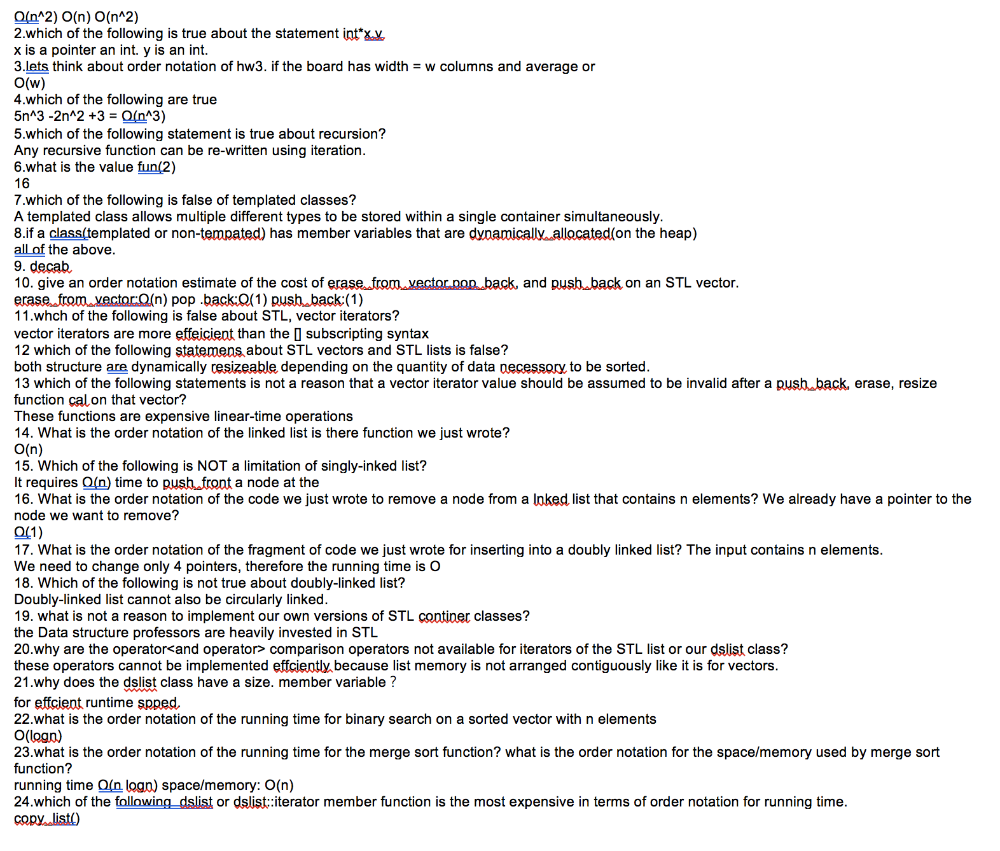 O(n^2) O(n) O(n^2)
2.which of the following is true about the statement int*x,y,
x is a pointer an int. y is an int.
3.lets think about order notation of hw3. if the board has width = w columns and average or
O(w)
4.which of the following are true
5n^3 -2n^2 +3 = O(n^3)
5.which of the following statement is true about recursion?
Any recursive function can be re-written using iteration.
6.what is the value fun(2)
16
7.which of the following is false of templated classes?
A templated class allows multiple different types to be stored within a single container simultaneously.
8.if a class(templated or non-tempated) has member variables that are dynamically_allocated(on the heap)
all of the above.
9. decab
10. give an order notation estimate of the cost of erase_from_vector,pop_back, and push_back on an STL vector.
erase_from_vector:O(n) pop .back:O(1) push_back:(1)
11.whch of the following is false about STL, vector iterators?
vector iterators are more effeicient than the [] subscripting syntax
12 which of the following statemens about STL vectors and STL lists is false?
both structure are dynamically resizeable depending on the quantity of data necessory to be sorted.
13 which of the following statements is not a reason that a vector iterator value should be assumed to be invalid after a push_back, erase, resize
function cal on that vector?
These functions are expensive linear-time operations
14. What is the order notation of the linked list is there function we just wrote?
O(n)
15. Which of the following is NOT a limitation of singly-inked list?
It requires O(n) time to push_front a node at the
16. What is the order notation of the code we just wrote to remove a node from a lnked list that contains n elements? We already have a pointer to the
node we want to remove?
O(1)
17. What is the order notation of the fragment of code we just wrote for inserting into a doubly linked list? The input contains n elements.
We need to change only 4 pointers, therefore the running time is O
18. Which of the following is not true about doubly-linked list?
Doubly-linked list cannot also be circularly linked.
19. what is not a reason to implement our own versions of STL continer classes?
the Data structure professors are heavily invested in STL
20.why are the operator<and operator> comparison operators not available for iterators of the STL list or our dslist class?
these operators cannot be implemented effciently because list memory is not arranged contiguously like it is for vectors.
21.why does the dslist class have a size. member variable？
for effcient runtime spped.
22.what is the order notation of the running time for binary search on a sorted vector with n elements
O(logn)
23.what is the order notation of the running time for the merge sort function? what is the order notation for the space/memory used by merge sort
function?
running time O(n logn) space/memory: O(n)
24.which of the following dslist or dslist::iterator member function is the most expensive in terms of order notation for running time.
copy_list()